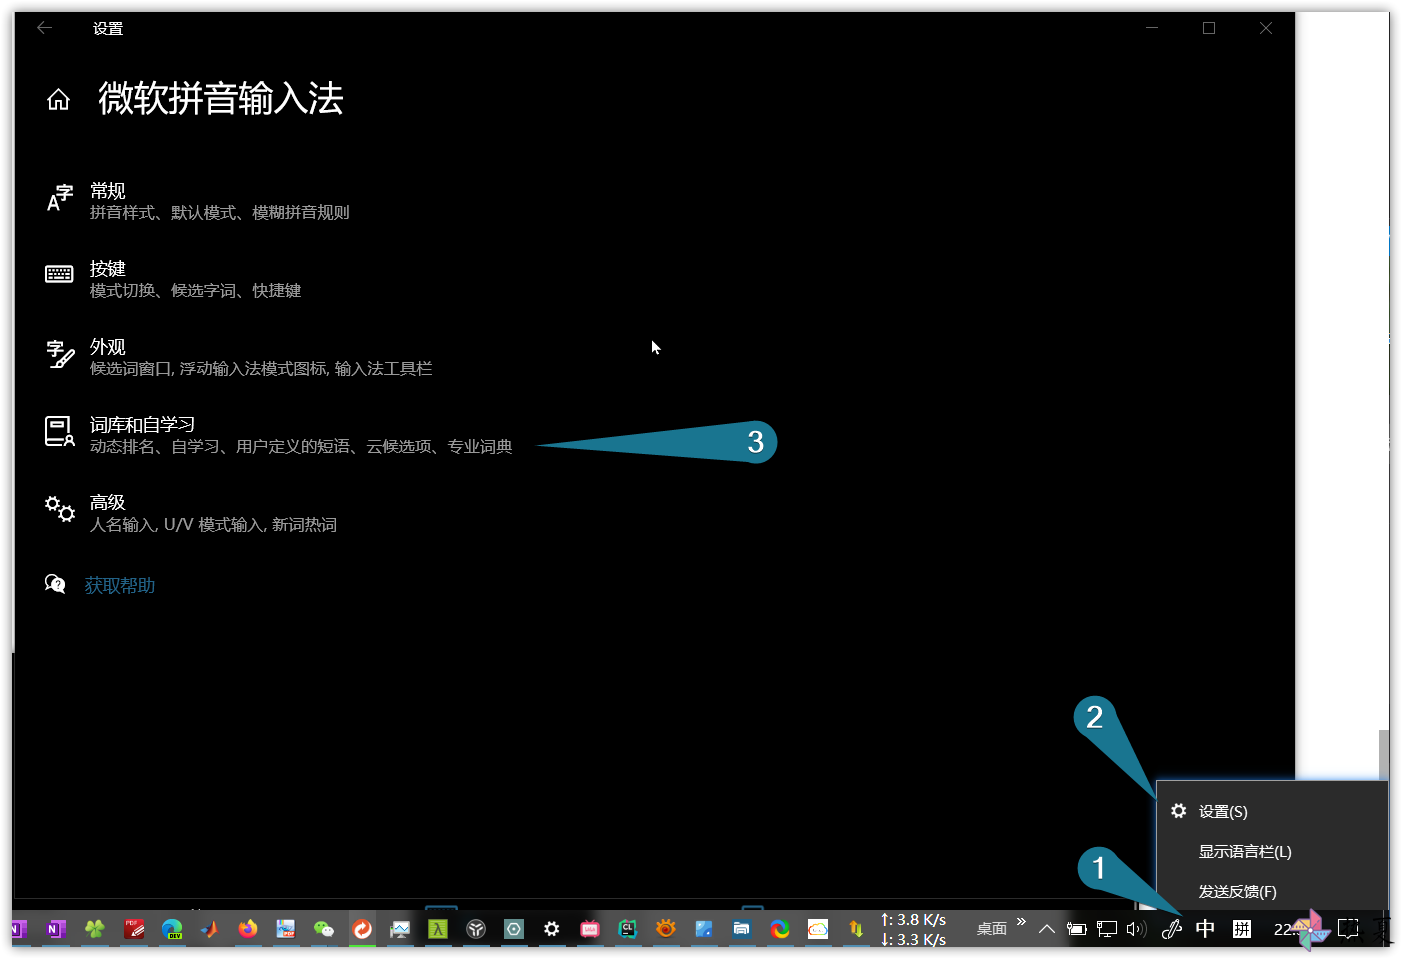 设置
微软拼音输入法
常规
拼音样式、默认模式、模糊拼音规则
按键
模式切换、候选字词、快捷键
外观
候选词窗口, 浮动输入法模式图标, 输入法工具栏
词库和自学习
动态排名、自学习、用户定义的短语、云候选项、专业词典
3
高级
人名输入, U/V 模式输入, 新词热词
获取帮助
2
设置(S)
显示语言栏(L)
1
发送反馈(F)
↑: 3.8 K/s
↓: 3.3 K/s
桌面
中
拼
22:
夏